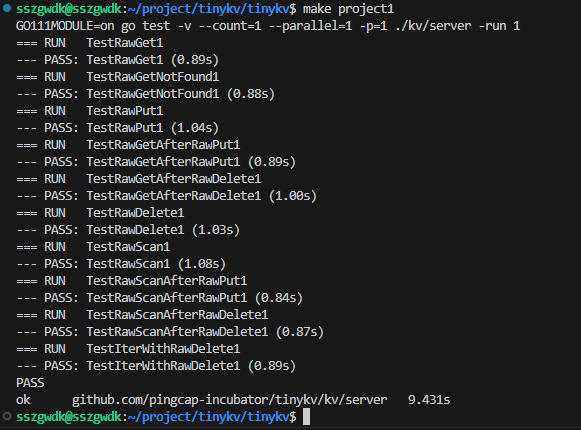 sszgwdk@sszgwdk:~/project/tinykv/tinykv$ make project1
GO111MODULE=on go test -v --count=1 --parallel=1 -p=1 ./kv/server -run 1
=== RUN   TestRawGet1
--- PASS: TestRawGet1 (0.89s)
=== RUN   TestRawGetNotFound1
--- PASS: TestRawGetNotFound1 (0.88s)
=== RUN   TestRawPut1
--- PASS: TestRawPut1 (1.04s)
=== RUN   TestRawGetAfterRawPut1
--- PASS: TestRawGetAfterRawPut1 (0.89s)
=== RUN   TestRawGetAfterRawDelete1
--- PASS: TestRawGetAfterRawDelete1 (1.00s)
=== RUN   TestRawDelete1
--- PASS: TestRawDelete1 (1.03s)
=== RUN   TestRawScan1
--- PASS: TestRawScan1 (1.08s)
=== RUN   TestRawScanAfterRawPut1
--- PASS: TestRawScanAfterRawPut1 (0.84s)
=== RUN   TestRawScanAfterRawDelete1
--- PASS: TestRawScanAfterRawDelete1 (0.87s)
=== RUN   TestIterWithRawDelete1
--- PASS: TestIterWithRawDelete1 (0.89s)
PASS
ok      github.com/pingcap-incubator/tinykv/kv/server   9.431s
sszgwdk@sszgwdk:~/project/tinykv/tinykv$